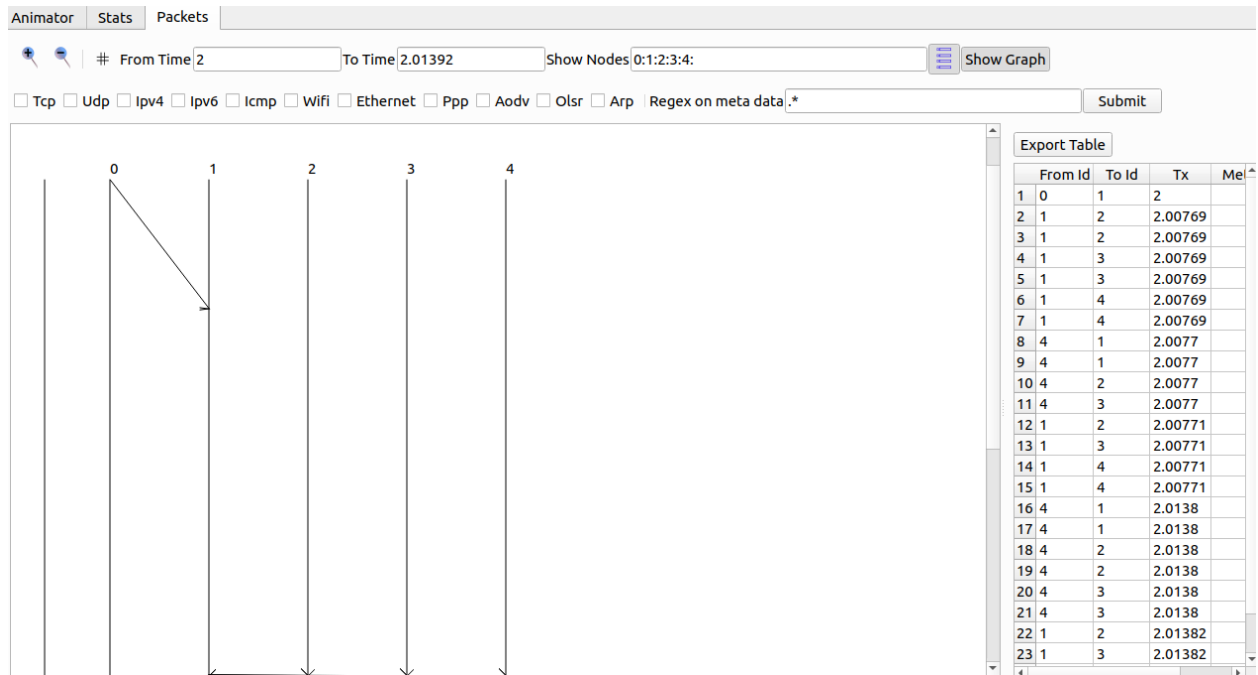 Animator Stats Packets
# From Time 2 To Time 2.01392 Show Nodes 0:1:2:3:4: Show Graph
Tcp Udp Ipv4 Ipv6 Icmp Wifi Ethernet Ppp Aodv Olsr Arp Regex on meta data .* Submit
Export Table
0 1 2 3 4
From Id To Id Tx Me
1 0 1 2
2 1 2 2.00769
3 1 2 2.00769
4 1 3 2.00769
5 1 3 2.00769
6 1 4 2.00769
7 1 4 2.00769
8 4 1 2.0077
9 4 1 2.0077
10 4 2 2.0077
11 4 3 2.0077
12 1 2 2.00771
13 1 3 2.00771
14 1 4 2.00771
15 1 4 2.00771
16 4 1 2.0138
17 4 1 2.0138
18 4 2 2.0138
19 4 2 2.0138
20 4 3 2.0138
21 4 3 2.0138
22 1 2 2.01382
23 1 3 2.01382